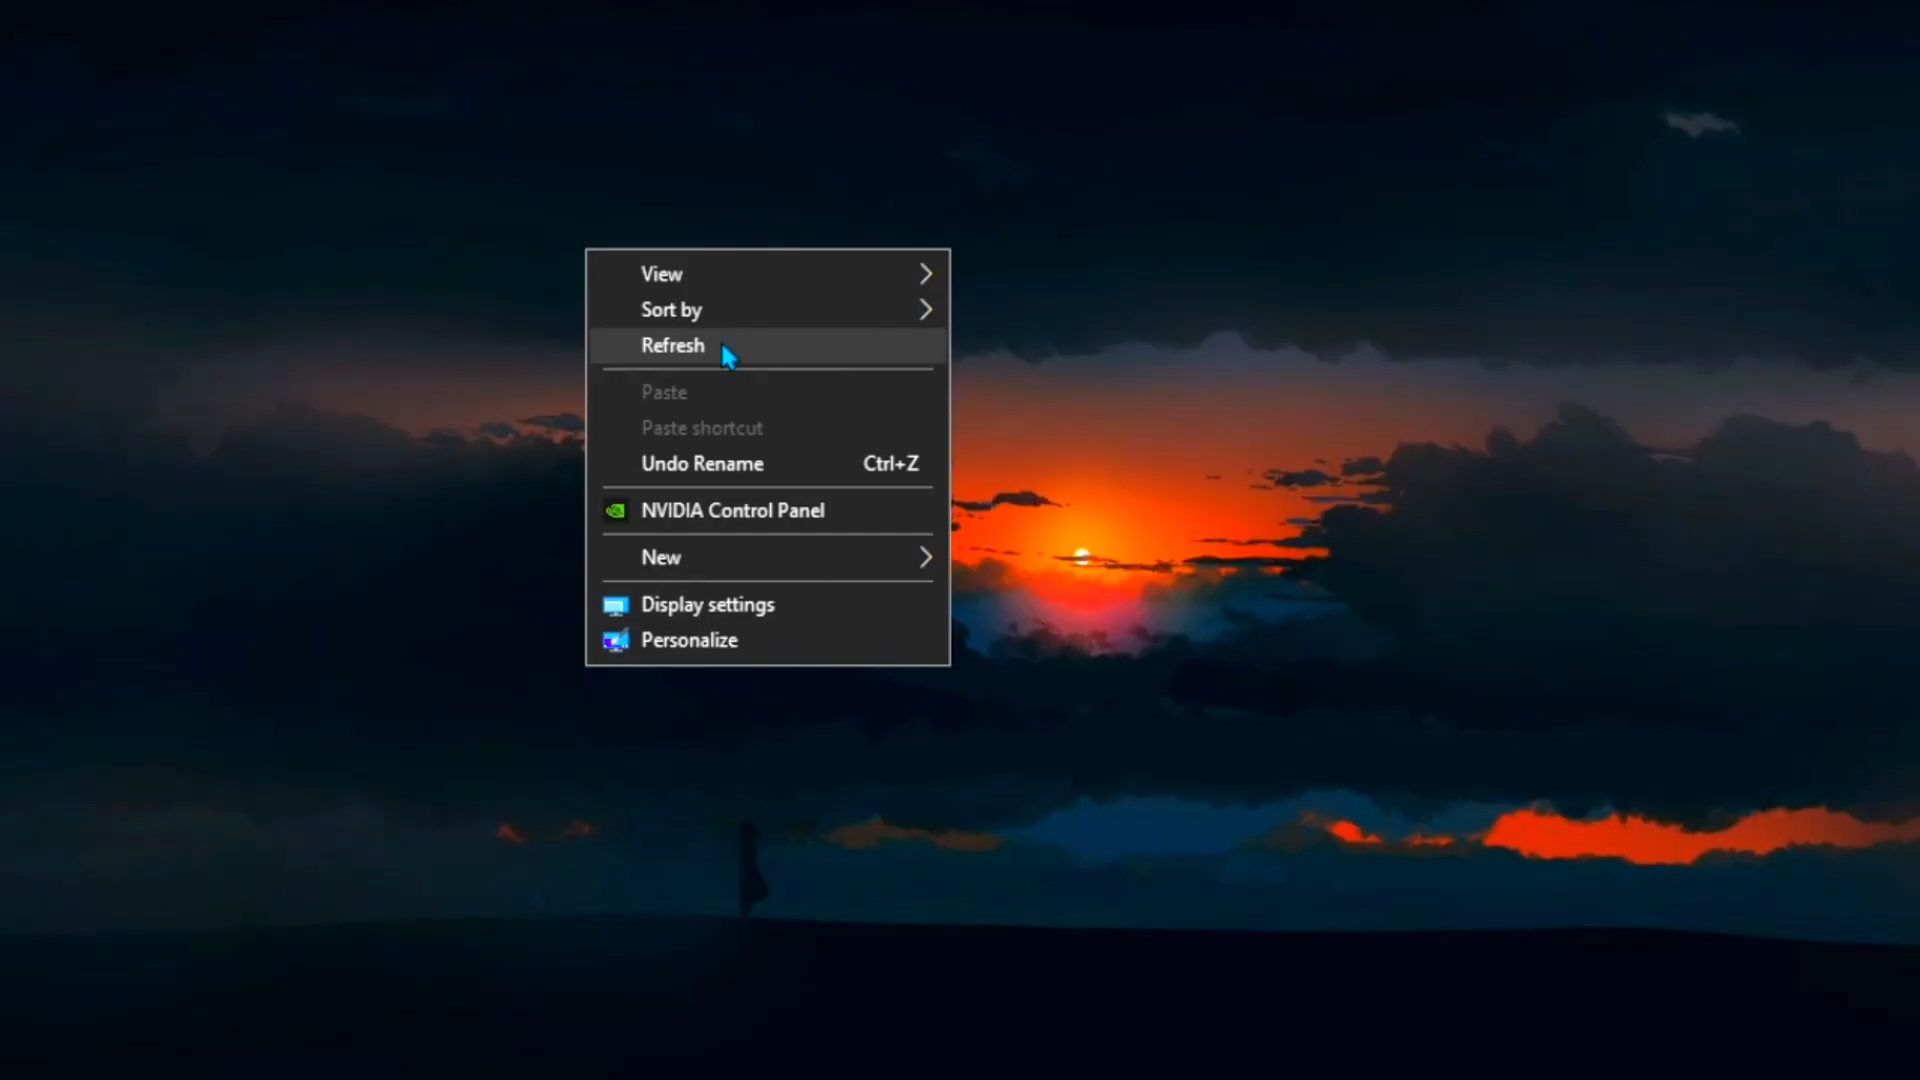 View
Sort by
Refresh
Paste
Paste shortcut
Undo Rename Ctrl+Z
NVIDIA Control Panel
New
Display settings
Personalize